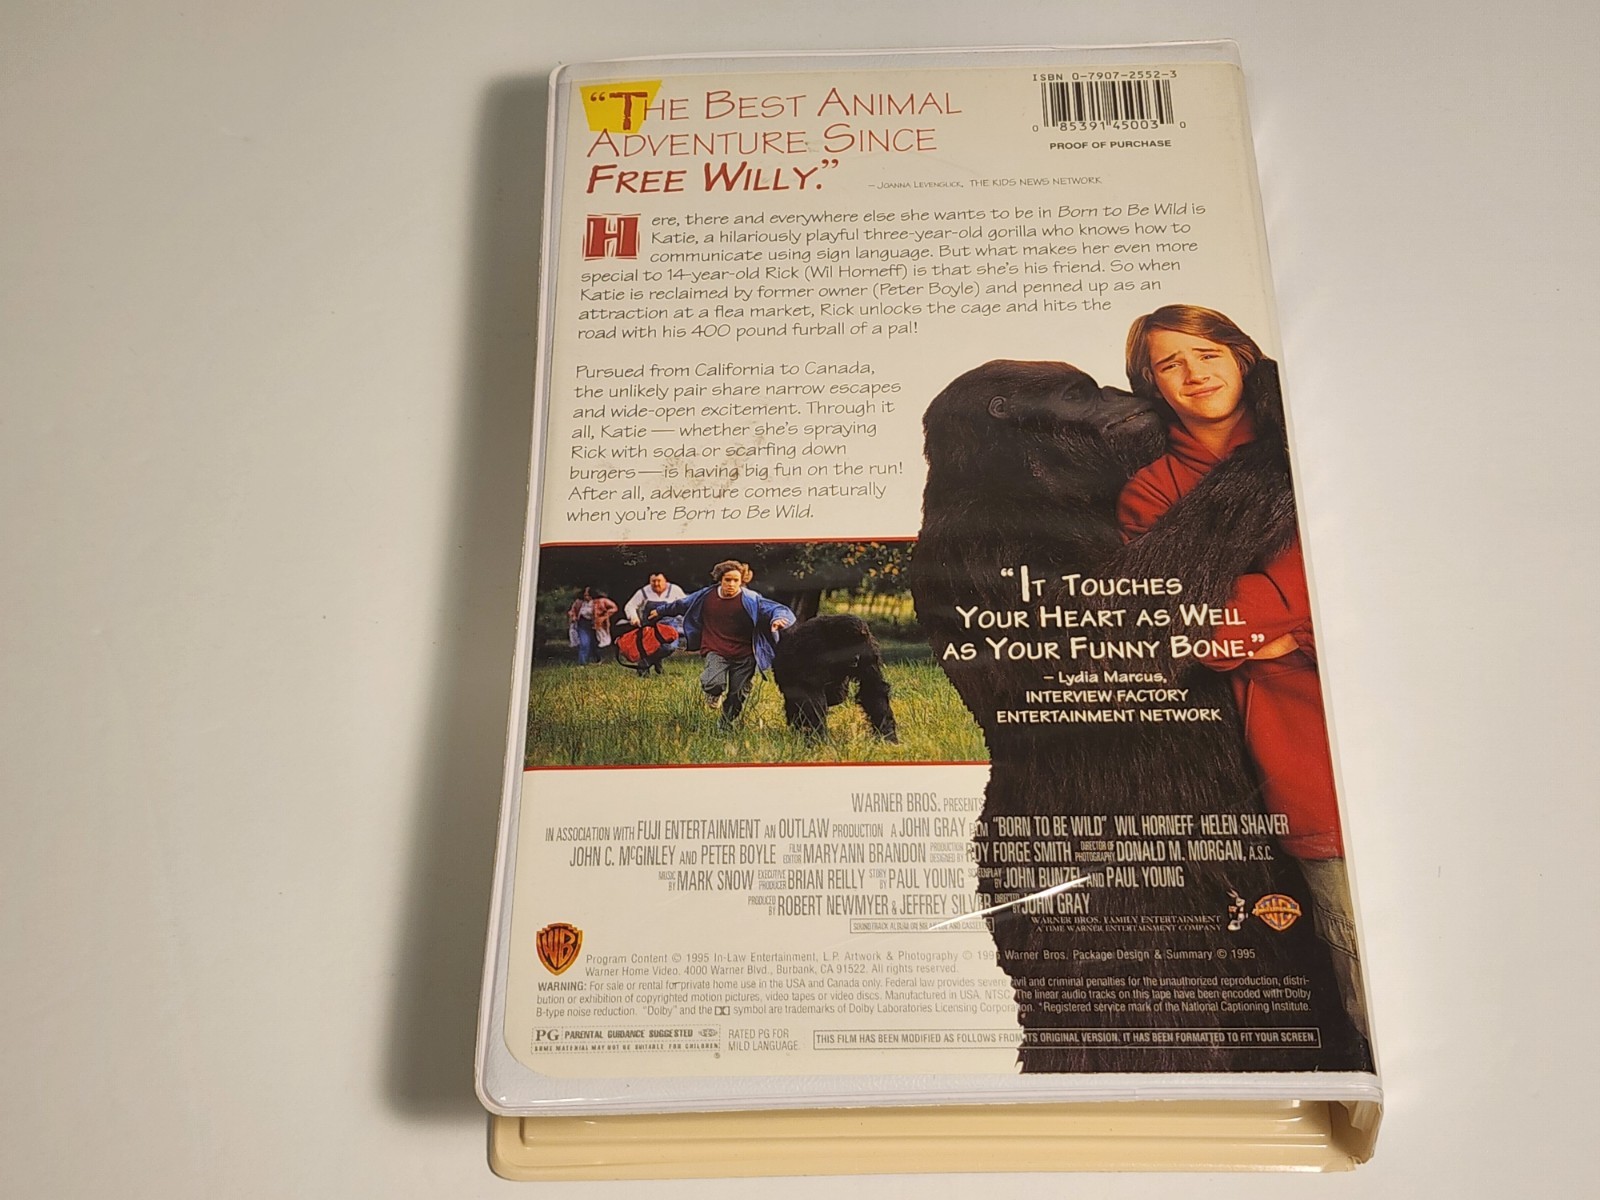 ISBN 0-7907-2552-3
0 85391 45003 0
PROOF OF PURCHASE
"THE BEST ANIMAL
ADVENTURE SINCE
FREE WILLY."
– JOANNA LEVENGLICK, THE KIDS NEWS NETWORK
Here, there and everywhere else she wants to be in Born to Be Wild is
Katie, a hilariously playful three-year-old gorilla who knows how to
communicate using sign language. But what makes her even more
special to 14-year-old Rick (Wil Horneff) is that she's his friend. So when
Katie is reclaimed by former owner (Peter Boyle) and penned up as an
attraction at a flea market, Rick unlocks the cage and hits the
road with his 400 pound furball of a pal!
Pursued from California to Canada,
the unlikely pair share narrow escapes
and wide-open excitement. Through it
all, Katie — whether she's spraying
Rick with soda or scarfing down
burgers — is having big fun on the run!
After all, adventure comes naturally
when you're Born to Be Wild.
"IT TOUCHES
YOUR HEART AS WELL
AS YOUR FUNNY BONE."
– Lydia Marcus,
INTERVIEW FACTORY
ENTERTAINMENT NETWORK
WARNER BROS. PRESENTS
IN ASSOCIATION WITH FUJI ENTERTAINMENT AN OUTLAW PRODUCTION A JOHN GRAY FILM "BORN TO BE WILD" WIL HORNEFF HELEN SHAVER
JOHN C. McGINLEY AND PETER BOYLE FILM EDITOR MARYANN BRANDON PRODUCTION DESIGNED BY ROY FORGE SMITH DIRECTOR OF PHOTOGRAPHY DONALD M. MORGAN, A.S.C.
MUSIC BY MARK SNOW EXECUTIVE PRODUCER BRIAN REILLY STORY BY PAUL YOUNG SCREENPLAY BY JOHN BUNZEL AND PAUL YOUNG
PRODUCED BY ROBERT NEWMYER & JEFFREY SILVER DIRECTED BY JOHN GRAY
SOUNDTRACK ALBUM ON AND CASSETTES
WARNER BROS. FAMILY ENTERTAINMENT
A TIME WARNER ENTERTAINMENT COMPANY
WB
Program Content © 1995 In-Law Entertainment, L.P. Artwork & Photography © 1995 Warner Bros. Package Design & Summary © 1995
Warner Home Video. 4000 Warner Blvd., Burbank, CA 91522. All rights reserved.
WARNING: For sale or rental for private home use in the USA and Canada only. Federal law provides severe civil and criminal penalties for the unauthorized reproduction, distri-
bution or exhibition of copyrighted motion pictures, video tapes or video discs. Manufactured in USA. NTSC. The linear audio tracks on this tape have been encoded with Dolby
B-type noise reduction. "Dolby" and the symbol are trademarks of Dolby Laboratories Licensing Corporation. *Registered service mark of the National Captioning Institute.
PG PARENTAL GUIDANCE SUGGESTED
SOME MATERIAL MAY NOT BE SUITABLE FOR CHILDREN
RATED PG FOR
MILD LANGUAGE.
THIS FILM HAS BEEN MODIFIED AS FOLLOWS FROM ITS ORIGINAL VERSION. IT HAS BEEN FORMATTED TO FIT YOUR SCREEN.